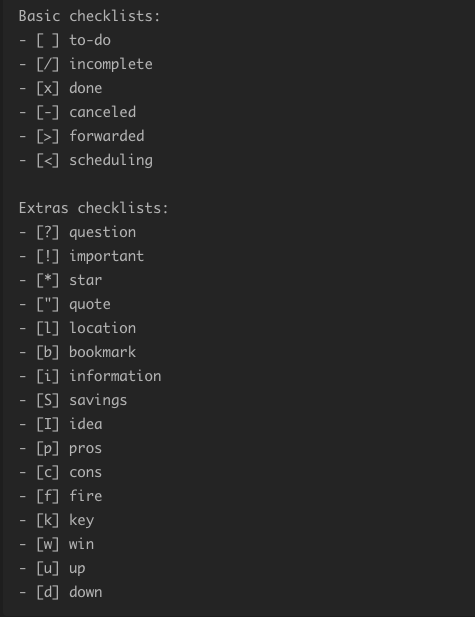 Basic checklists:
- [ ] to-do
- [/] incomplete
- [x] done
- [-] canceled
- [>] forwarded
- [<] scheduling

Extras checklists:
- [?] question
- [!] important
- [*] star
- ["] quote
- [l] location
- [b] bookmark
- [i] information
- [S] savings
- [I] idea
- [p] pros
- [c] cons
- [f] fire
- [k] key
- [w] win
- [u] up
- [d] down